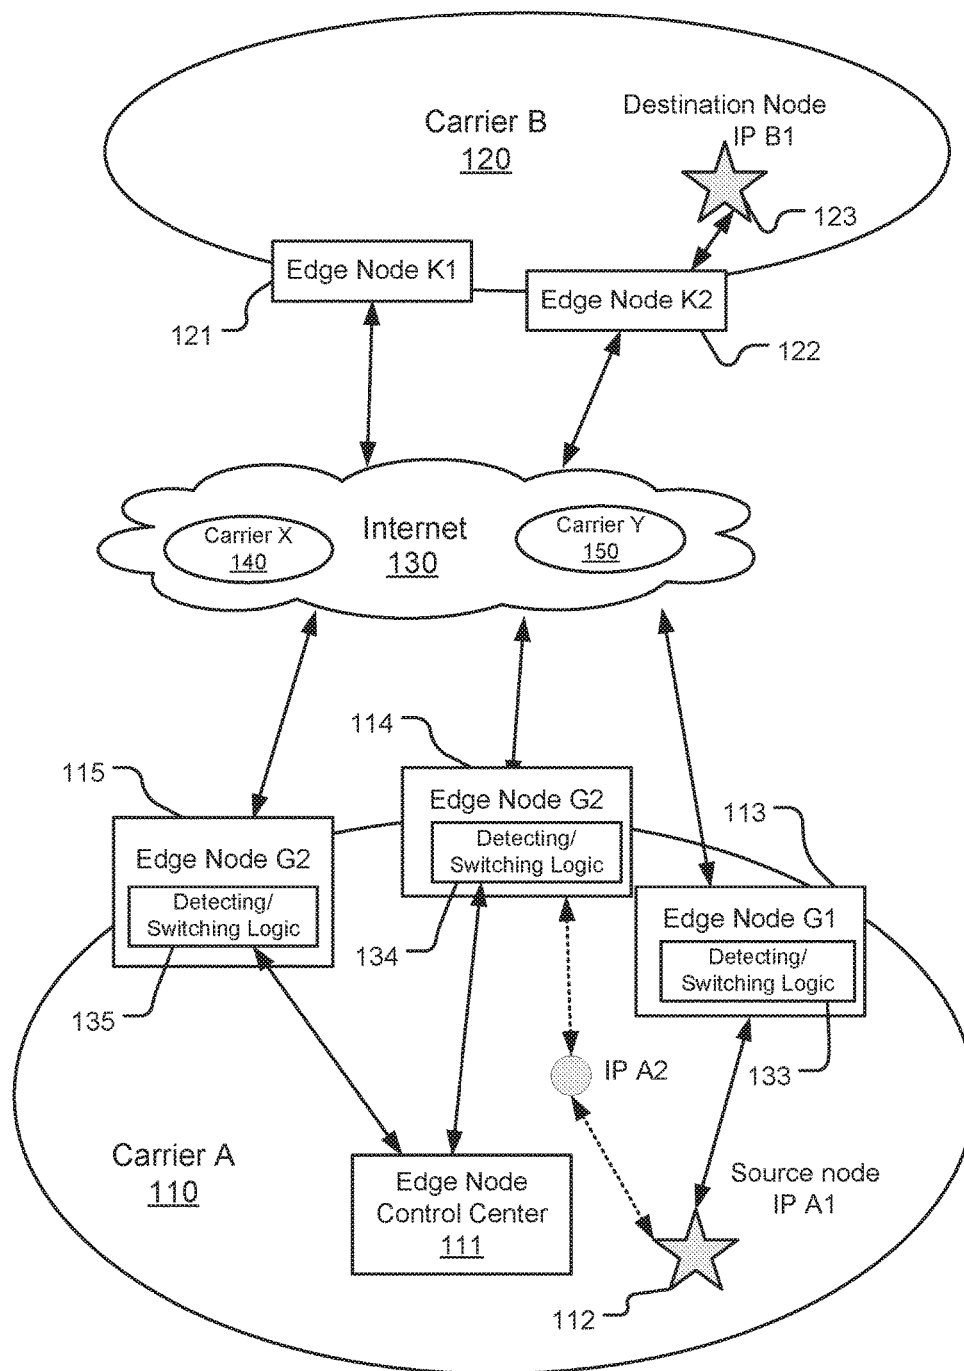 Carrier B
120
Destination Node
IP B1
123
Edge Node K1
Edge Node K2
121
122
Internet
130
Carrier X
140
Carrier Y
150
114
115
113
Edge Node G2
Detecting/
Switching Logic
Edge Node G2
Detecting/
Switching Logic
Edge Node G1
Detecting/
Switching Logic
134
135
133
IP A2
Carrier A
110
Edge Node
Control Center
111
Source node
IP A1
112